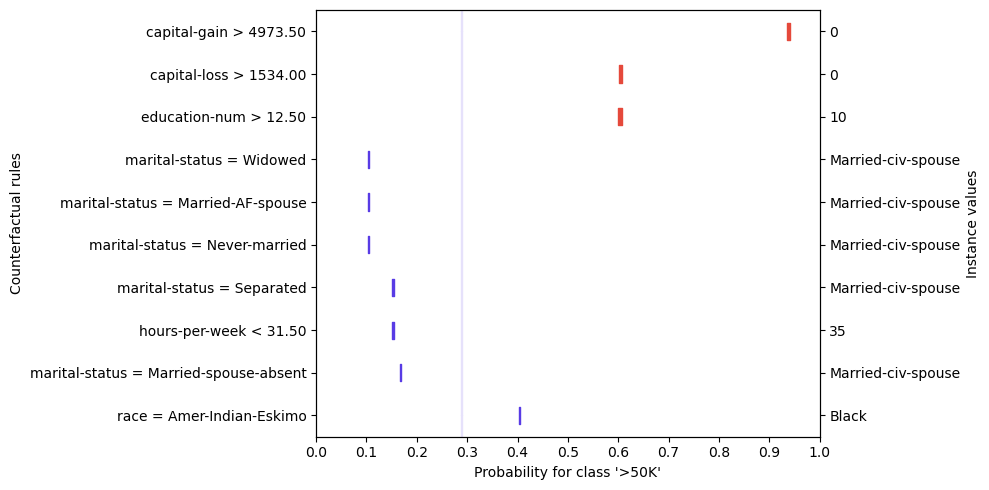 capital-gain > 4973.50 0
capital-loss > 1534.00 0
education-num > 12.50 10
marital-status = Widowed Married-civ-spouse
marital-status = Married-AF-spouse Married-civ-spouse
marital-status = Never-married Married-civ-spouse
marital-status = Separated Married-civ-spouse
hours-per-week < 31.50 35
marital-status = Married-spouse-absent Married-civ-spouse
race = Amer-Indian-Eskimo Black
Counterfactual rules
Instance values
0.0 0.1 0.2 0.3 0.4 0.5 0.6 0.7 0.8 0.9 1.0
Probability for class '>50K'